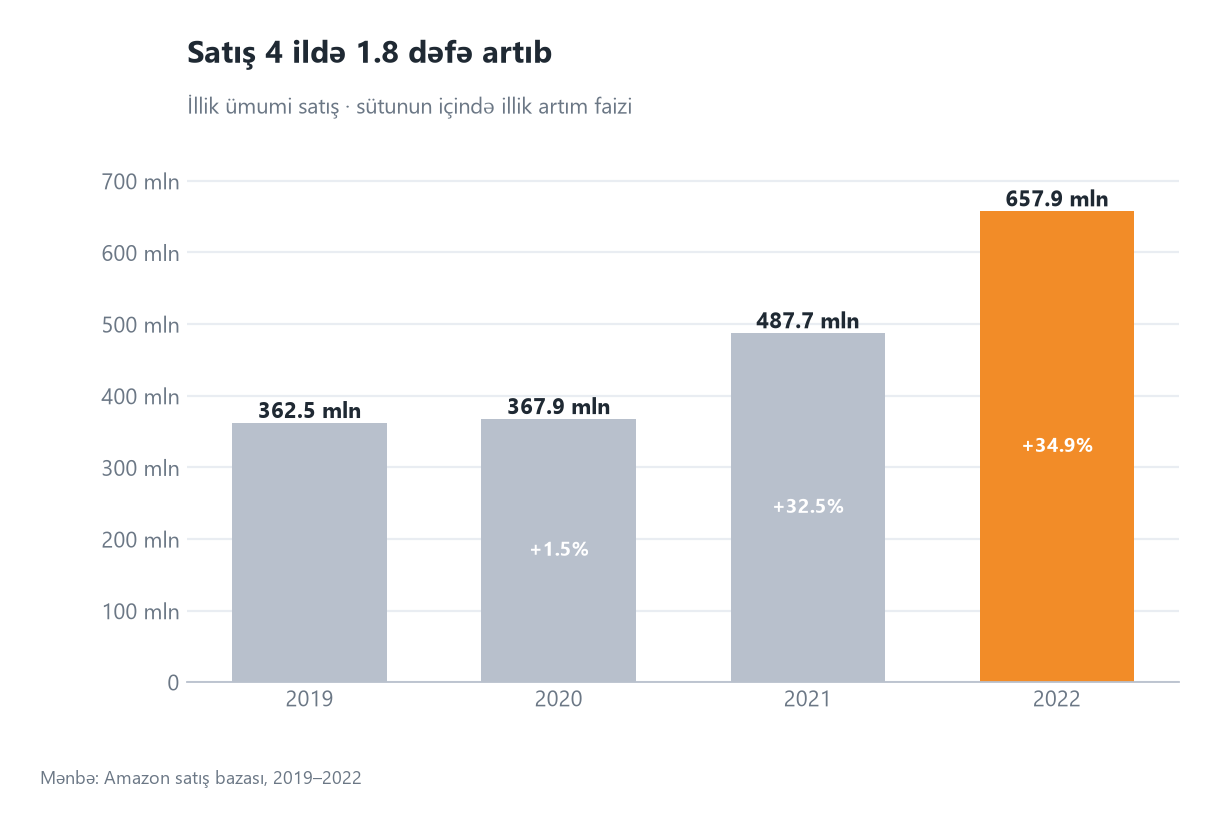 Satış 4 ildə 1.8 dəfə artıb
İllik ümumi satış · sütunun içində illik artım faizi
700 mln
657.9 mln
600 mln
500 mln
487.7 mln
400 mln
362.5 mln
367.9 mln
+34.9%
300 mln
+32.5%
200 mln
+1.5%
100 mln
0
2019
2020
2021
2022
Mənbə: Amazon satış bazası, 2019–2022